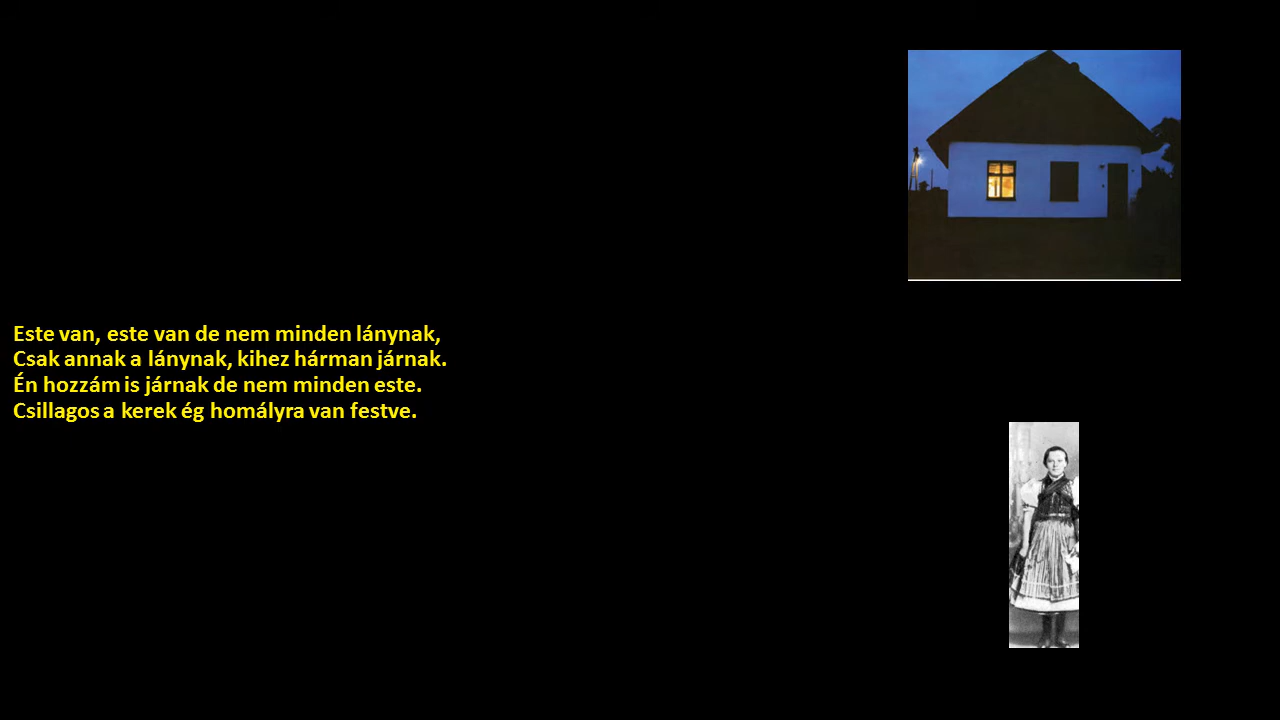 Este van, este van de nem minden lánynak,
Csak annak a lánynak, kihez hárman járnak.
Én hozzám is járnak de nem minden este.
Csillagos a kerek ég homályra van festve.